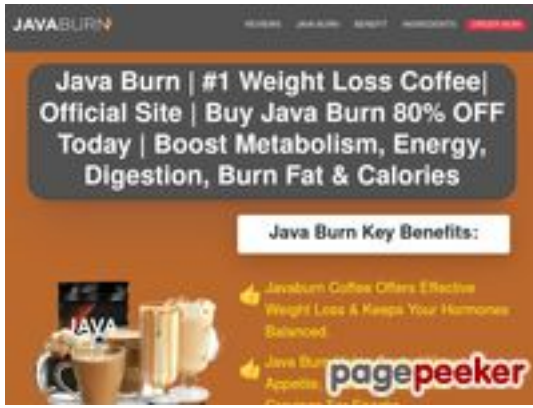 JAVABURN
REVIEWS JAVA BURN BENEFIT INGREDIENTS ORDER NOW
Java Burn | #1 Weight Loss Coffee|
Official Site | Buy Java Burn 80% OFF
Today | Boost Metabolism, Energy,
Digestion, Burn Fat & Calories
Java Burn Key Benefits:
Javaburn Coffee Offers Effective
Weight Loss & Keeps Your Hormones
Balanced.
Java
JAVA
Appetite
pagepeeker